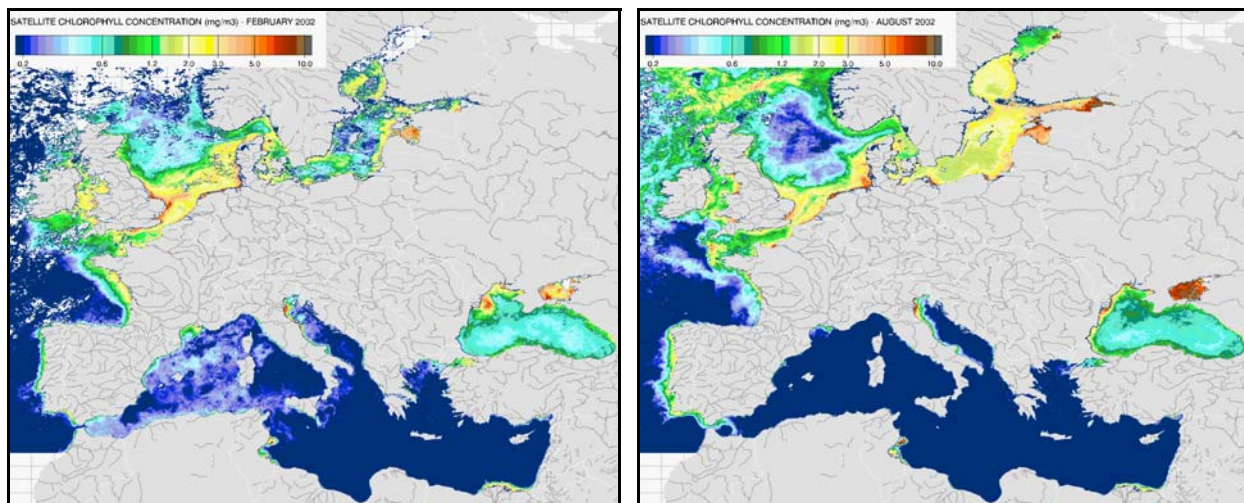 SATELLITE CHLOROPHYLL CONCENTRATION (mg/m3) - FEBRUARY 2002
0.2 0.6 1.2 2.0 3.0 5.0 10.0
SATELLITE CHLOROPHYLL CONCENTRATION (mg/m3) - AUGUST 2002
0.2 0.6 1.2 2.0 3.0 5.0 10.0